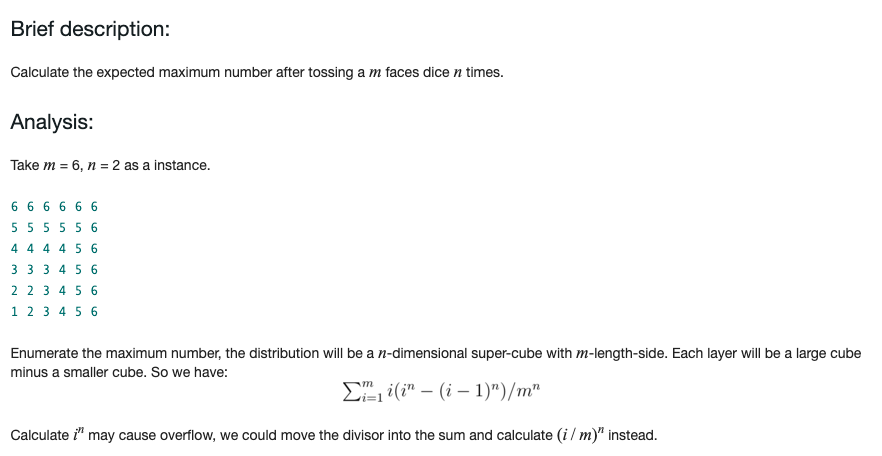 Brief description:
Calculate the expected maximum number after tossing a m faces dice n times.
Analysis:
Take m = 6, n = 2 as a instance.
6 6 6 6 6 6
5 5 5 5 5 6
4 4 4 4 5 6
3 3 3 4 5 6
2 2 3 4 5 6
1 2 3 4 5 6
Enumerate the maximum number, the distribution will be a n-dimensional super-cube with m-length-side. Each layer will be a large cube
minus a smaller cube. So we have:
∑_{i=1}^{m} i(i^n − (i − 1)^n)/m^n
Calculate i^n may cause overflow, we could move the divisor into the sum and calculate (i / m)^n instead.